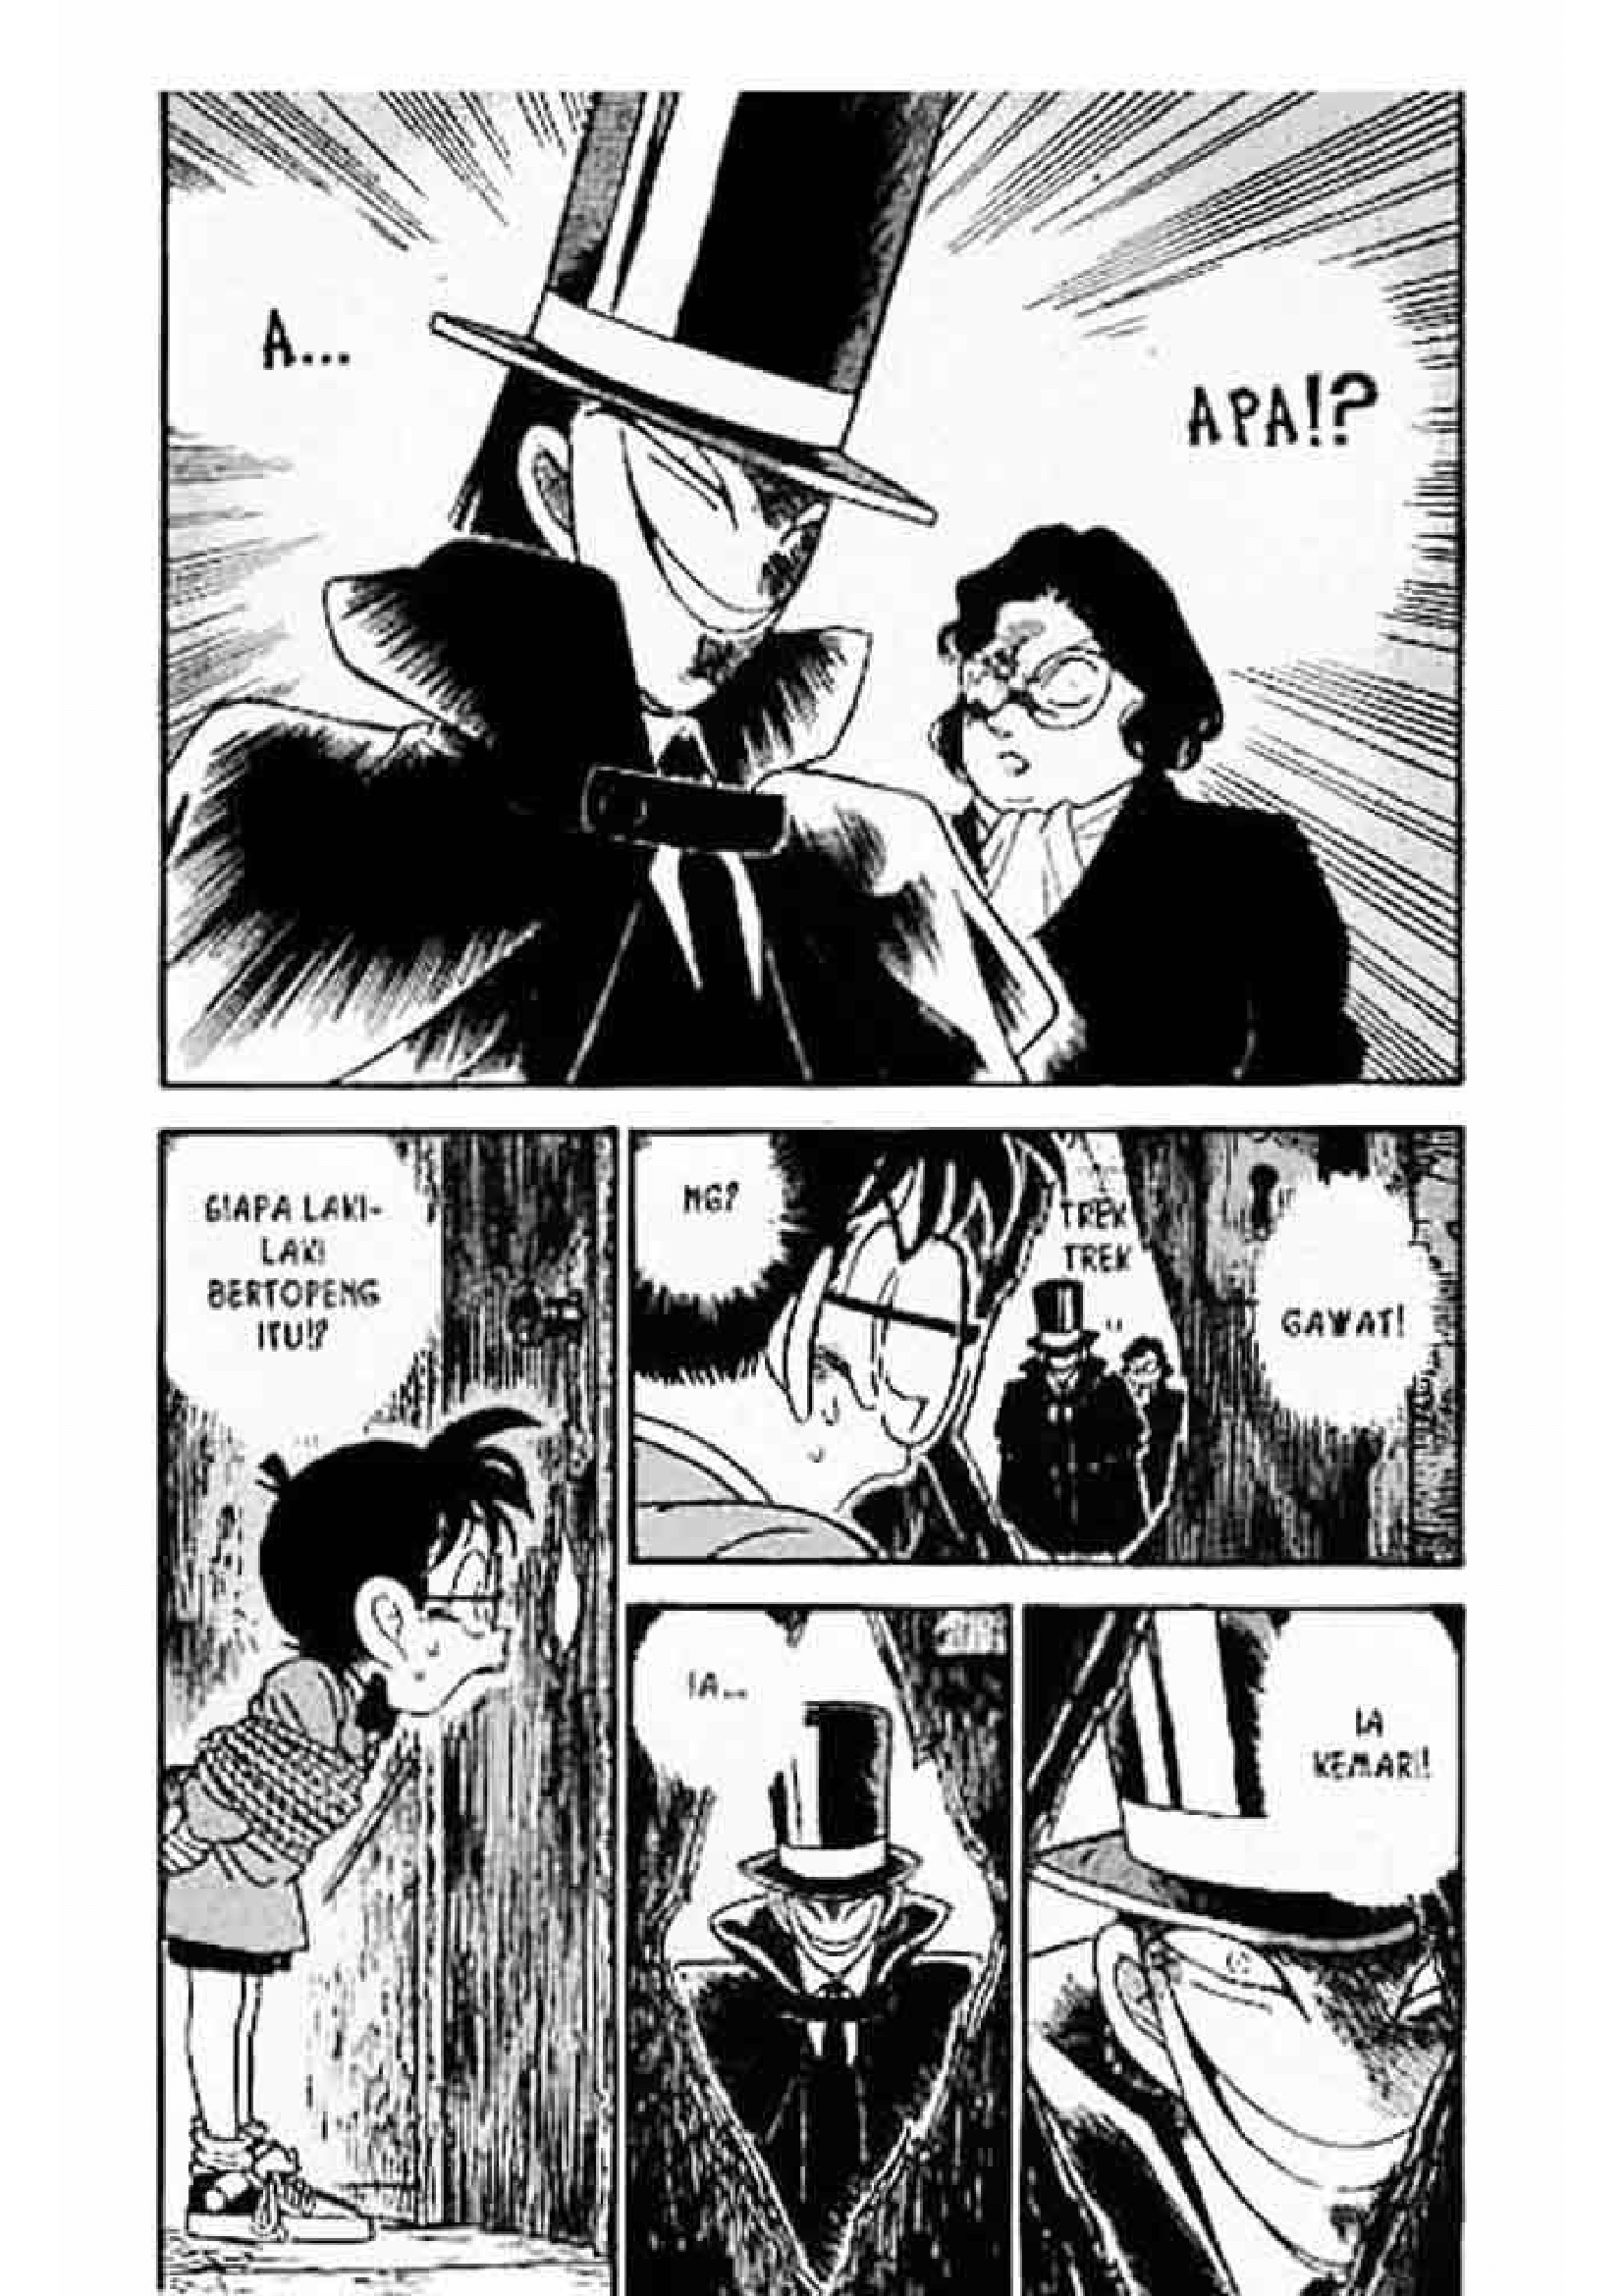 A...
APA!?
SIAPA LAKI-
LAKI
BERTOPENG
ITU!?
NG?
TREK
TREK
GAWAT!
IA...
IA
KEMARI!